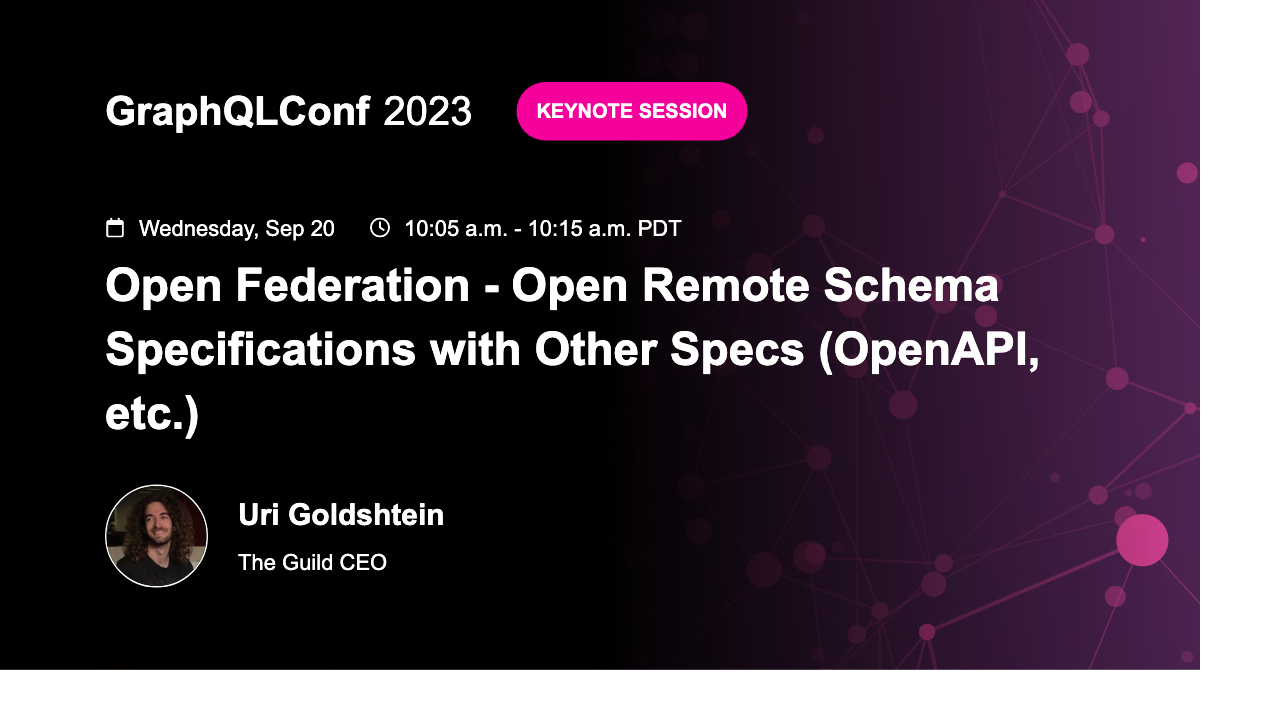 GraphQLConf 2023
KEYNOTE SESSION
Wednesday, Sep 20
10:05 a.m. - 10:15 a.m. PDT
Open Federation - Open Remote Schema
Specifications with Other Specs (OpenAPI,
etc.)
Uri Goldshtein
The Guild CEO